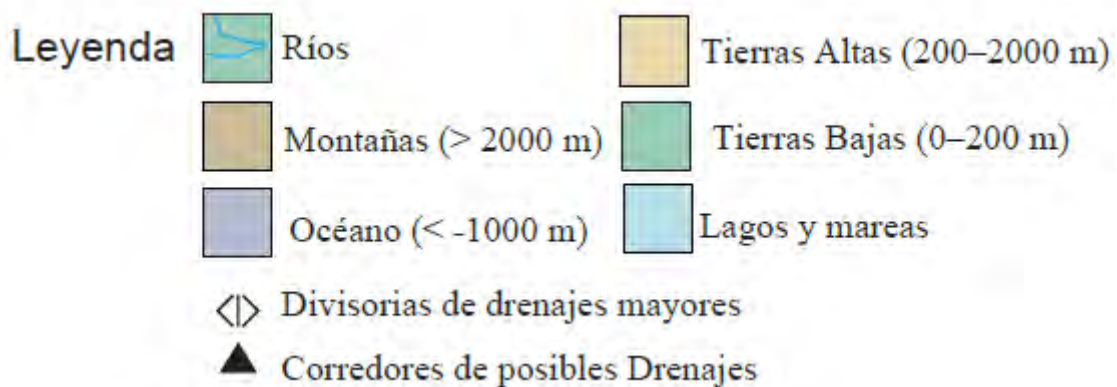 Leyenda
Ríos
Tierras Altas (200–2000 m)
Montañas (> 2000 m)
Tierras Bajas (0–200 m)
Océano (< -1000 m)
Lagos y mareas
Divisorias de drenajes mayores
Corredores de posibles Drenajes